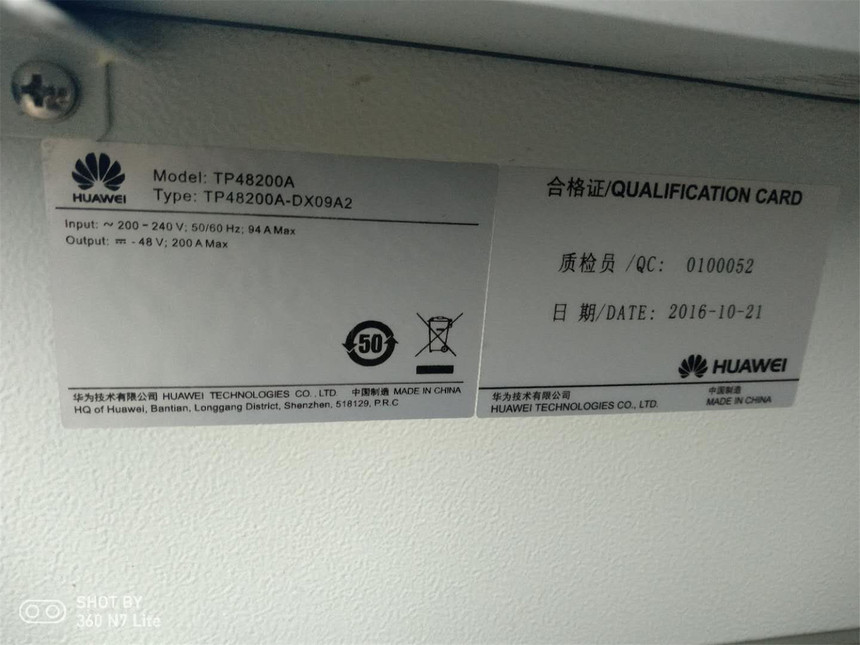 HUAWEI
Model: TP48200A
Type: TP48200A-DX09A2
Input: ～ 200 - 240 V; 50/60 Hz; 94 A Max
Output: ⎓ - 48 V; 200 A Max
50
华为技术有限公司 HUAWEI TECHNOLOGIES CO., LTD. 中国制造 MADE IN CHINA
HQ of Huawei, Bantian, Longgang District, Shenzhen, 518129, P.R.C
合格证/QUALIFICATION CARD
质检员 /QC: 0100052
日 期/DATE: 2016-10-21
HUAWEI
华为技术有限公司 中国制造
HUAWEI TECHNOLOGIES CO., LTD. MADE IN CHINA
SHOT BY
360 N7 Lite